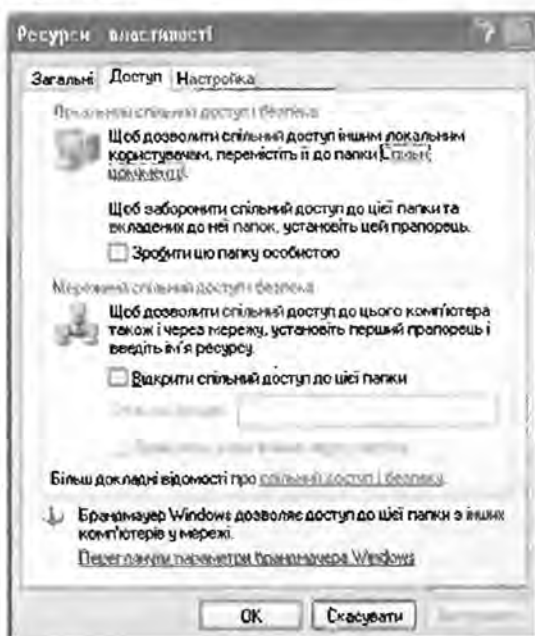 Ресурси властивості
Загальні Доступ Настройка
Локальний спільний доступ і безпека
Щоб дозволити спільний доступ іншим локальним
користувачам, перемістіть її до папки Спільні
документи.
Щоб заборонити спільний доступ до цієї папки та
вкладених до неї папок, установіть цей прапорець.
Зробити цю папку особистою
Мережний спільний доступ і безпека
Щоб дозволити спільний доступ до цього комп'ютера
також і через мережу, установіть перший прапорець і
введіть ім'я ресурсу.
Відкрити спільний доступ до цієї папки
Більш докладні відомості про спільний доступ і безпеку.
Брандмауер Windows дозволяє доступ до цієї папки з інших
комп'ютерів у мережі.
Переглянути параметри брандмауера Windows
OK Скасувати